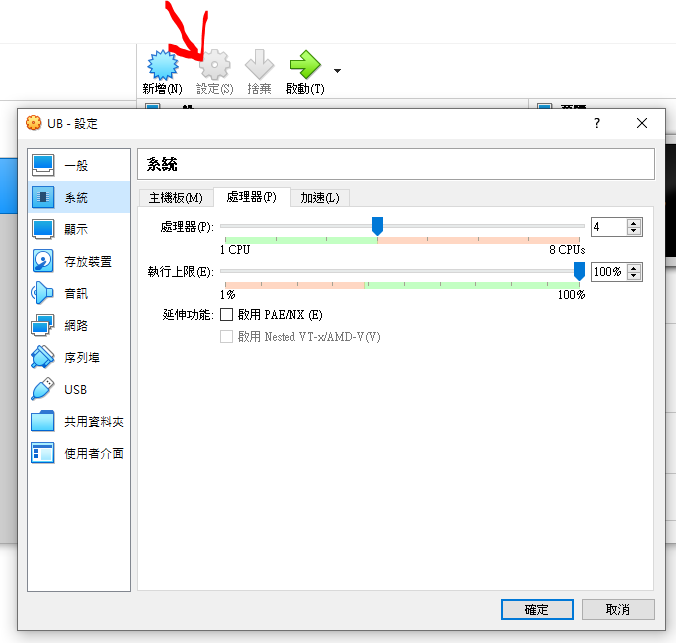 新增(N) 設定(S) 捨棄 啟動(T)
UB - 設定
?
一般
系統
顯示
存放裝置
音訊
網路
序列埠
USB
共用資料夾
使用者介面
系統
主機板(M) 處理器(P) 加速(L)
處理器(P): 4
1 CPU 8 CPUs
執行上限(E): 100%
1% 100%
延伸功能: 啟用 PAE/NX (E)
啟用 Nested VT-x/AMD-V(V)
確定 取消